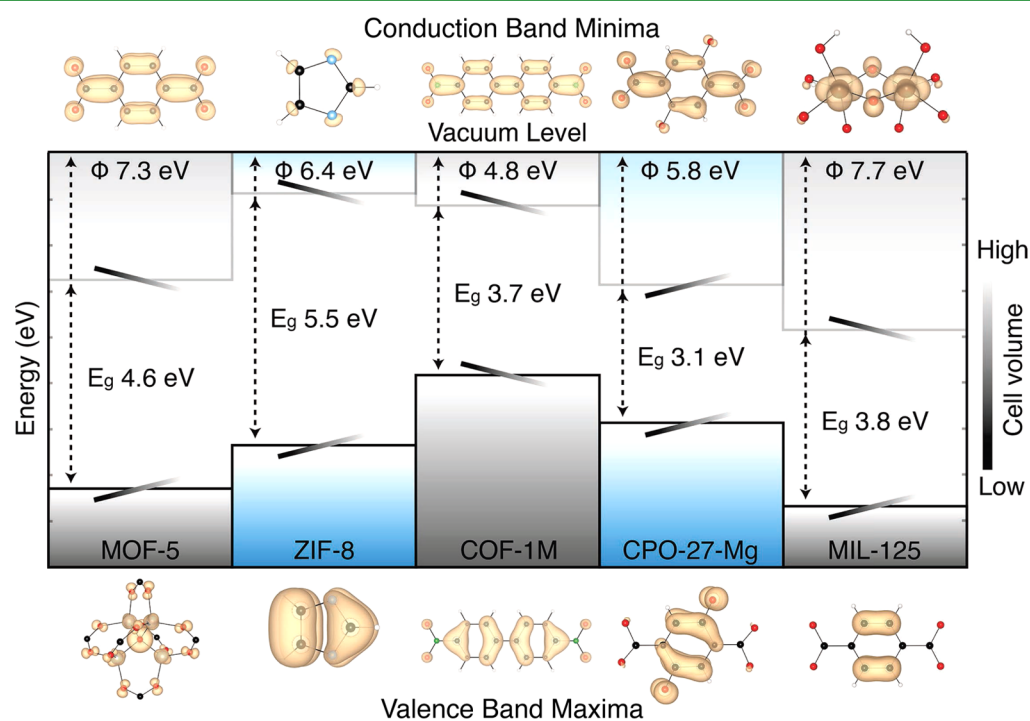 Conduction Band Minima
Vacuum Level
Φ 7.3 eV
Φ 6.4 eV
Φ 4.8 eV
Φ 5.8 eV
Φ 7.7 eV
High
Eg 5.5 eV
Eg 3.7 eV
Eg 3.1 eV
Eg 4.6 eV
Eg 3.8 eV
Energy (eV)
Cell volume
Low
MOF-5
ZIF-8
COF-1M
CPO-27-Mg
MIL-125
Valence Band Maxima